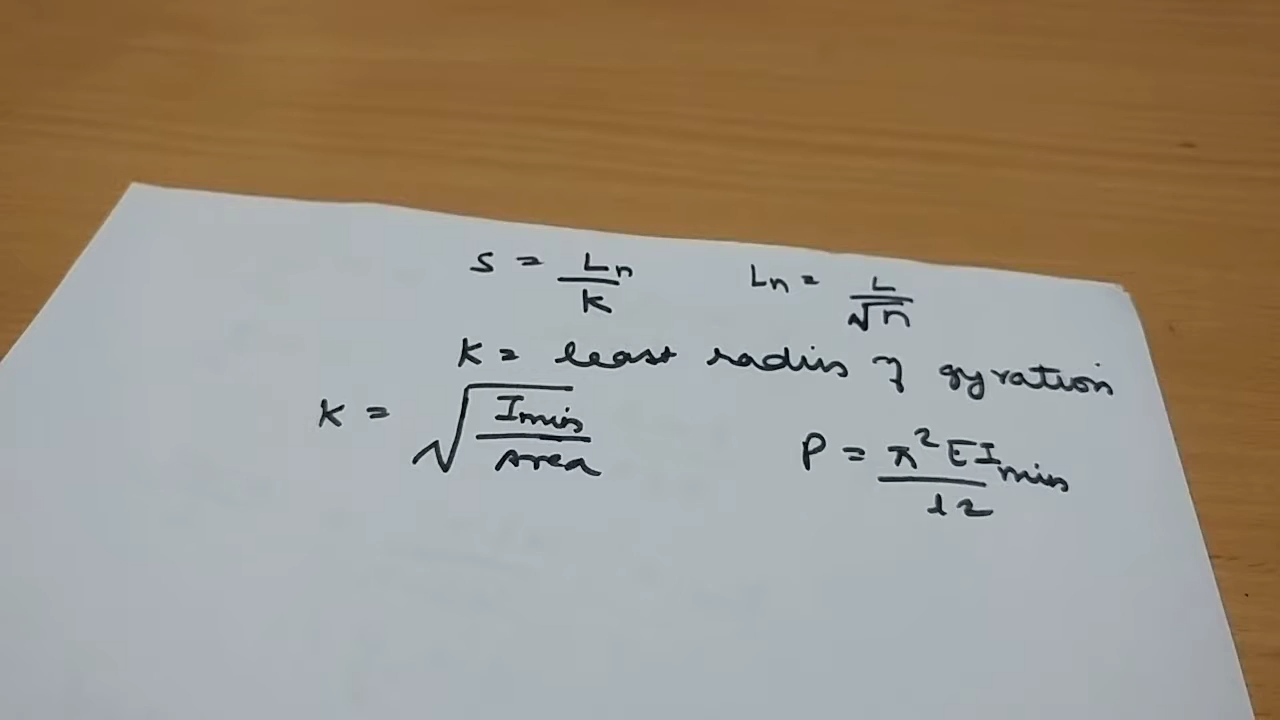 S = Ln/K Ln = L/√n
K = least radius of gyration
K = √(Imin/Area) P = π²EImin/l2